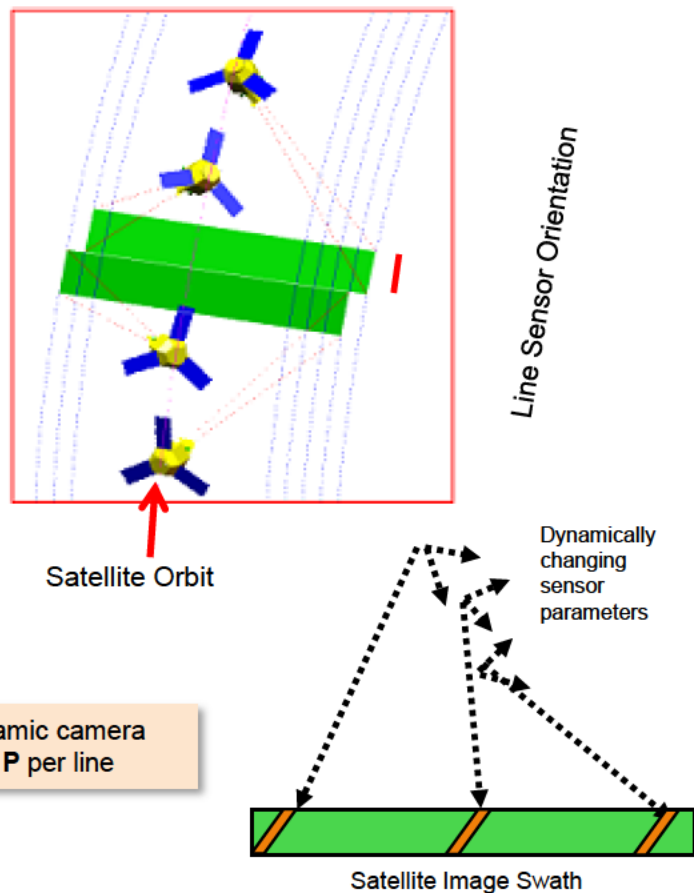 Line Sensor Orientation
Satellite Orbit
Dynamically
changing
sensor
parameters
amic camera
P per line
Satellite Image Swath